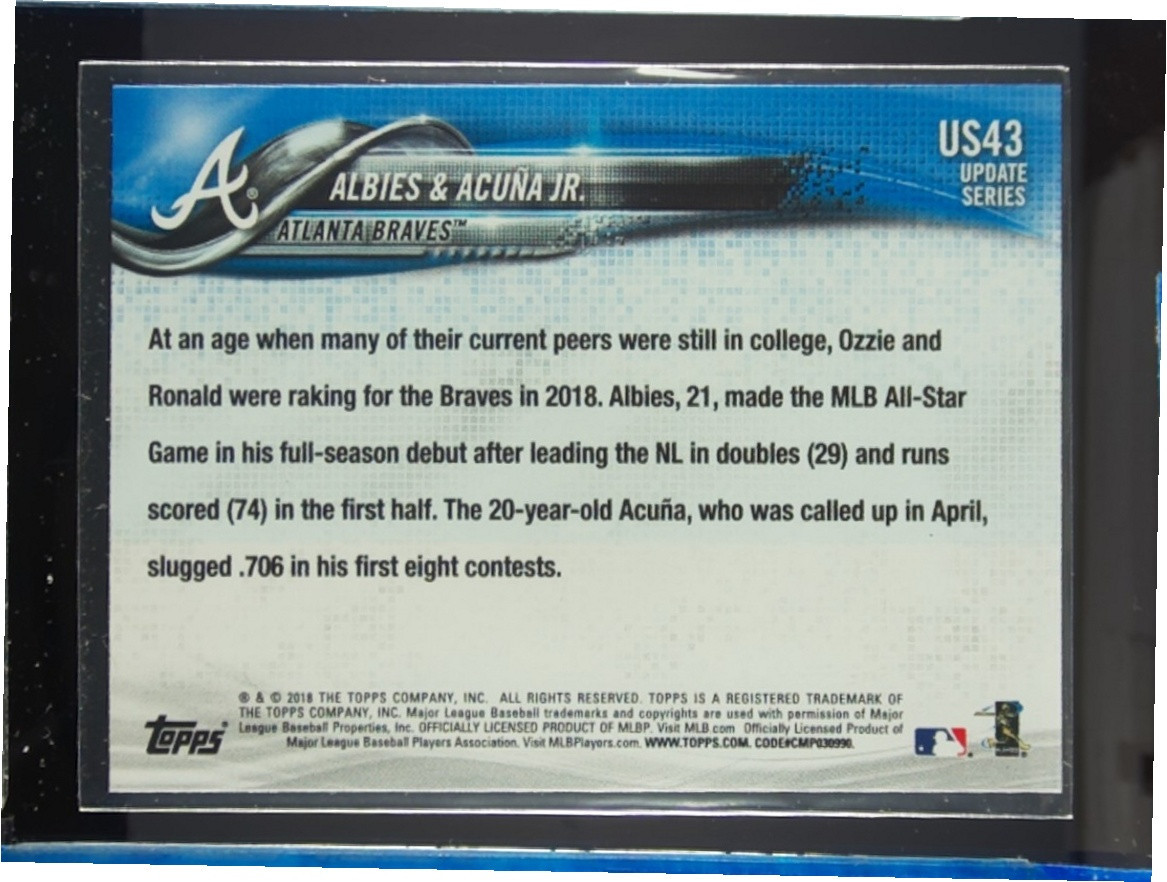 A®
ALBIES & ACUÑA JR.
ATLANTA BRAVES™
US43
UPDATE
SERIES
At an age when many of their current peers were still in college, Ozzie and
Ronald were raking for the Braves in 2018. Albies, 21, made the MLB All-Star
Game in his full-season debut after leading the NL in doubles (29) and runs
scored (74) in the first half. The 20-year-old Acuña, who was called up in April,
slugged .706 in his first eight contests.
® & © 2018 THE TOPPS COMPANY, INC. ALL RIGHTS RESERVED. TOPPS IS A REGISTERED TRADEMARK OF
THE TOPPS COMPANY, INC. Major League Baseball trademarks and copyrights are used with permission of Major
League Baseball Properties, Inc. OFFICIALLY LICENSED PRODUCT OF MLBP. Visit MLB.com Officially Licensed Product of
Major League Baseball Players Association. Visit MLBPlayers.com. WWW.TOPPS.COM. CODE#CMP030990.
Topps®